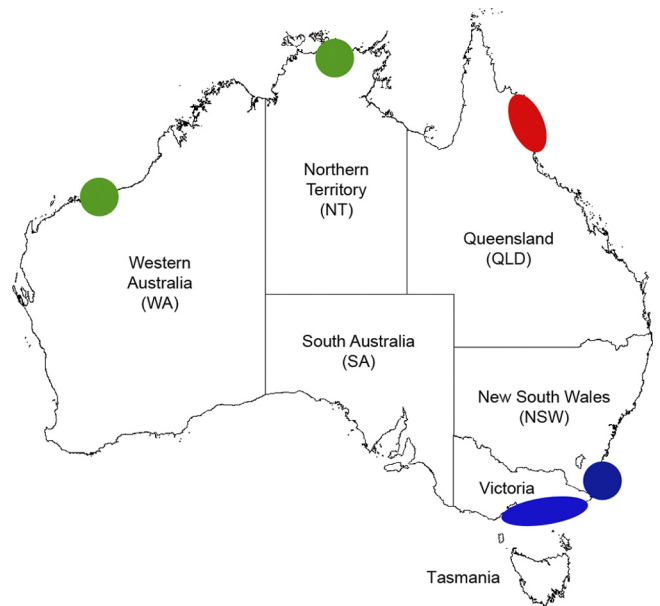 Northern
Territory
(NT)
Queensland
(QLD)
Western
Australia
(WA)
South Australia
(SA)
New South Wales
(NSW)
Victoria
Tasmania